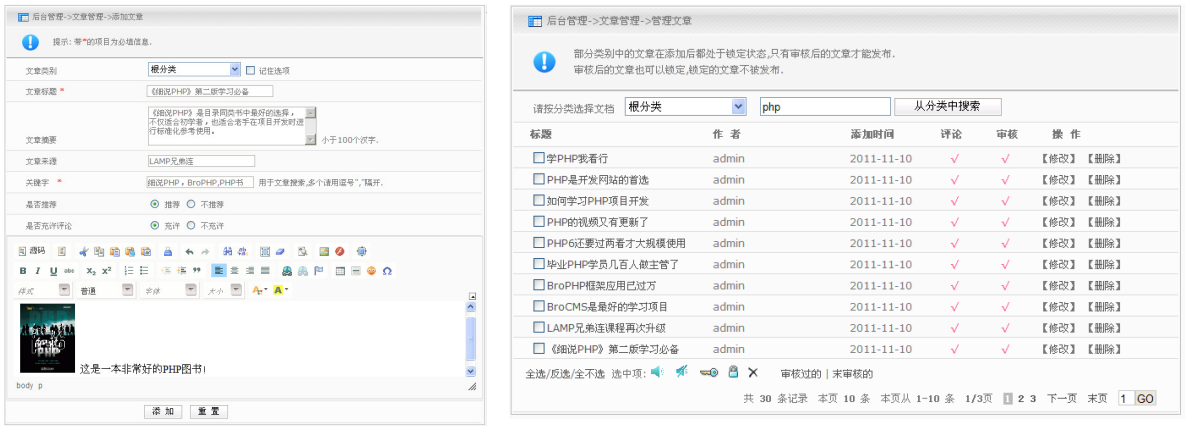 后台管理->文章管理->添加文章
提示: 带*的项目为必填信息.
文章类别 根分类 记住选项
文章标题 * 《细说PHP》第二版学习必备
《细说PHP》是目录同类书中最好的选择，
不仅适合初学者，也适合老手在项目开发时进
行标准化参考使用。
文章摘要 小于100个汉字.
文章来源 LAMP兄弟连
关键字 * 细说PHP，BroPHP,PHP书 用于文章搜索,多个请用逗号","隔开.
是否推荐 推荐 不推荐
是否充许评论 充许 不充许
源码
B I U abc X₂ X²
样式 普通 字体 大小
这是一本非常好的PHP图书!
body p
添 加 重 置
后台管理->文章管理->管理文章
部分类别中的文章在添加后都处于锁定状态,只有审核后的文章才能发布.
审核后的文章也可以锁定,锁定的文章不被发布.
请按分类选择文档 根分类 php 从分类中搜索
标题 作 者 添加时间 评论 审核 操 作
学PHP我看行 admin 2011-11-10 √ √ 【修改】 【删除】
PHP是开发网站的首选 admin 2011-11-10 √ √ 【修改】 【删除】
如何学习PHP项目开发 admin 2011-11-10 √ √ 【修改】 【删除】
PHP的视频又有更新了 admin 2011-11-10 √ √ 【修改】 【删除】
PHP6还要过两看才大规模使用 admin 2011-11-10 √ √ 【修改】 【删除】
毕业PHP学员几百人做主管了 admin 2011-11-10 √ √ 【修改】 【删除】
BroPHP框架应用已过万 admin 2011-11-10 √ √ 【修改】 【删除】
BroCMS是最好的学习项目 admin 2011-11-10 √ √ 【修改】 【删除】
LAMP兄弟连课程再次升级 admin 2011-11-10 √ √ 【修改】 【删除】
《细说PHP》第二版学习必备 admin 2011-11-10 √ √ 【修改】 【删除】
全选/反选/全不选 选中项: 审核过的 | 末审核的
共 30 条记录 本页 10 条 本页从 1-10 条 1/3页 1 2 3 下一页 末页 1 GO